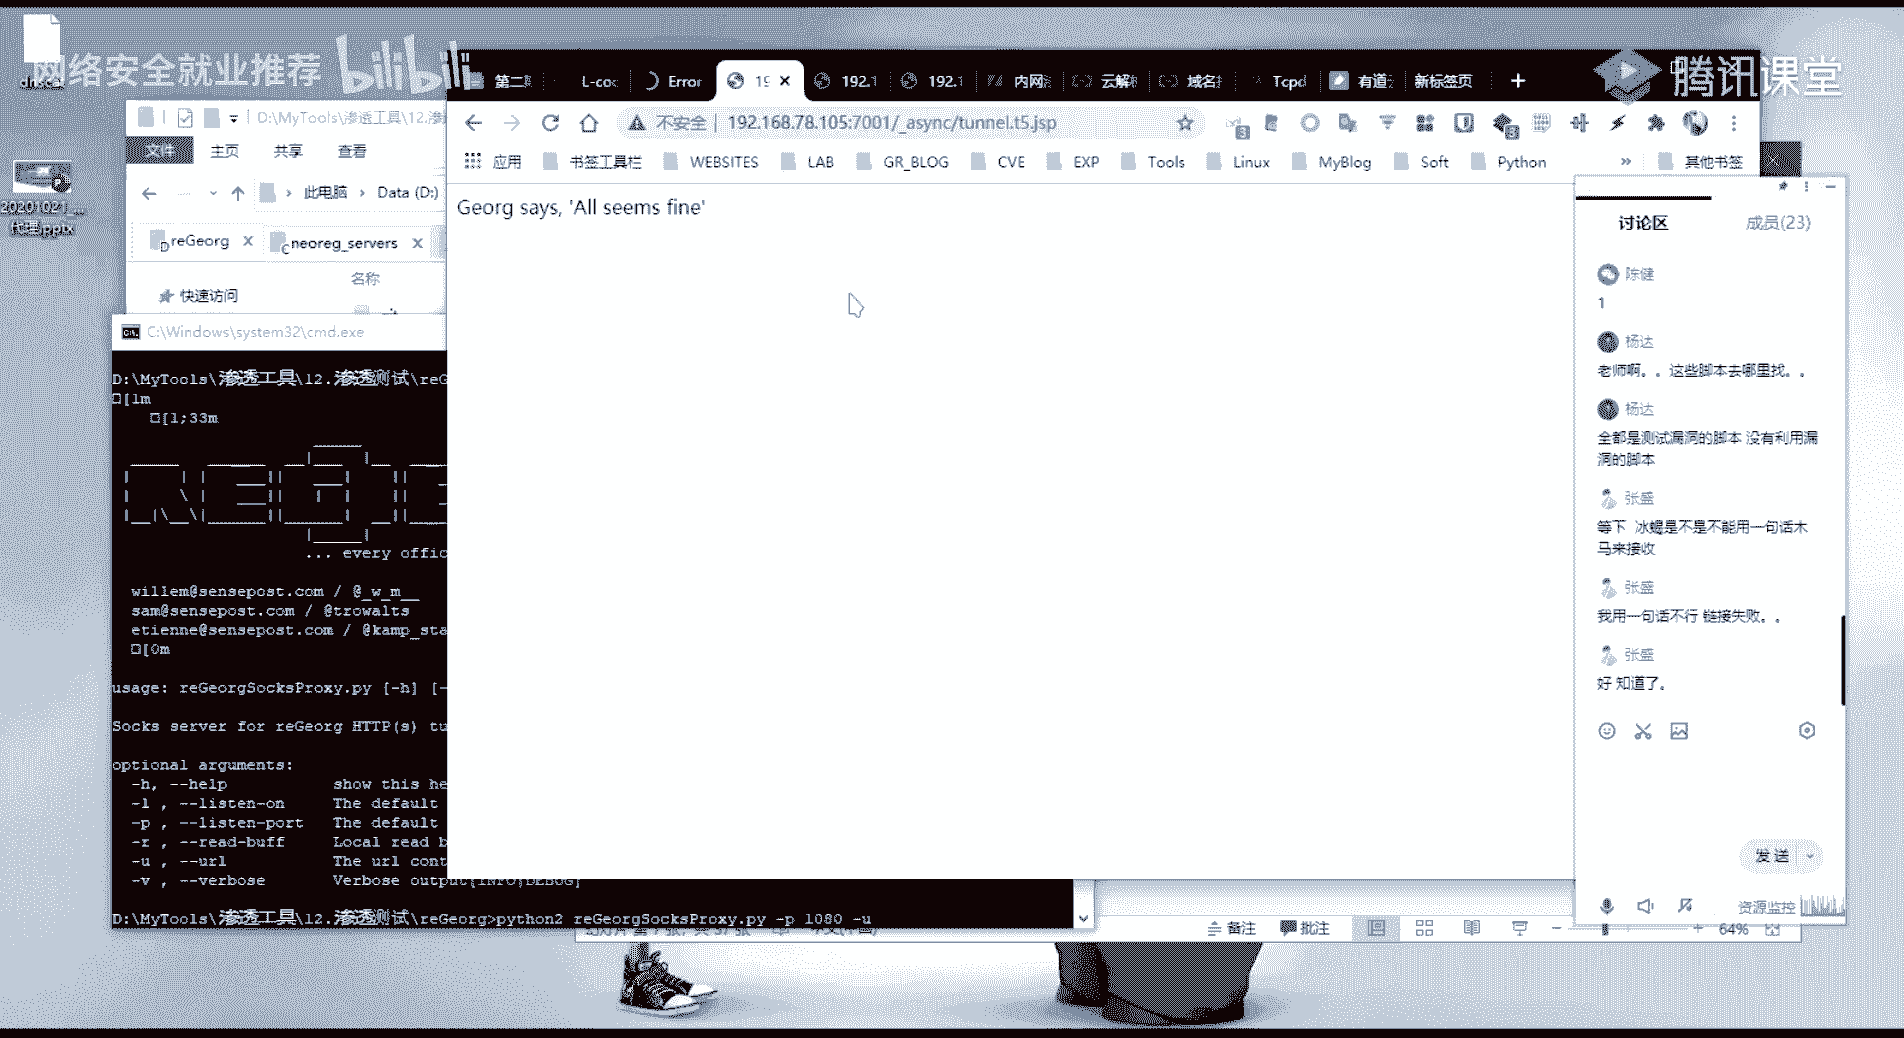 网络安全就业推荐
bilibili
腾讯课堂
L-co
Error
19
192.1
192.1
内网
云解
域名
Tcpd
有道
新标签页
D:\MyTools\渗透工具\12.渗
不安全
192.168.78.105:7001/_async/tunnel.t5.jsp
文件
主页
共享
查看
应用
书签工具栏
WEBSITES
LAB
GR_BLOG
CVE
EXP
Tools
Linux
MyBlog
Soft
Python
其他书签
此电脑
Data (D:)
20201021_...
代理.pptx
Georg says, 'All seems fine'
reGeorg
neoreg_servers
名称
快速访问
C:\Windows\system32\cmd.exe
D:\MyTools\渗透工具\12.渗透测试\reG
[1m
[1;33m
... every offic
willem@sensepost.com / @_w_m__
sam@sensepost.com / @trowalts
etienne@sensepost.com / @kamp_sta
[0m
usage: reGeorgSocksProxy.py [-h] [-
Socks server for reGeorg HTTP(s) tu
optional arguments:
-h, --help show this he
-l , --listen-on The default
-p , --listen-port The default
-r , --read-buff Local read b
-u , --url The url cont
-v , --verbose Verbose output[INFO|DEBUG]
D:\MyTools\渗透工具\12.渗透测试\reGeorg>python2 reGeorgSocksProxy.py -p 1080 -u
讨论区
成员(23)
陈健
1
杨达
老师啊。。这些脚本去哪里找。。
杨达
全都是测试漏洞的脚本 没有利用漏
洞的脚本
张盛
等下 冰蝎是不是不能用一句话木
马来接收
张盛
我用一句话不行 链接失败。。
张盛
好 知道了。
发送
资源监控
备注
批注
64%